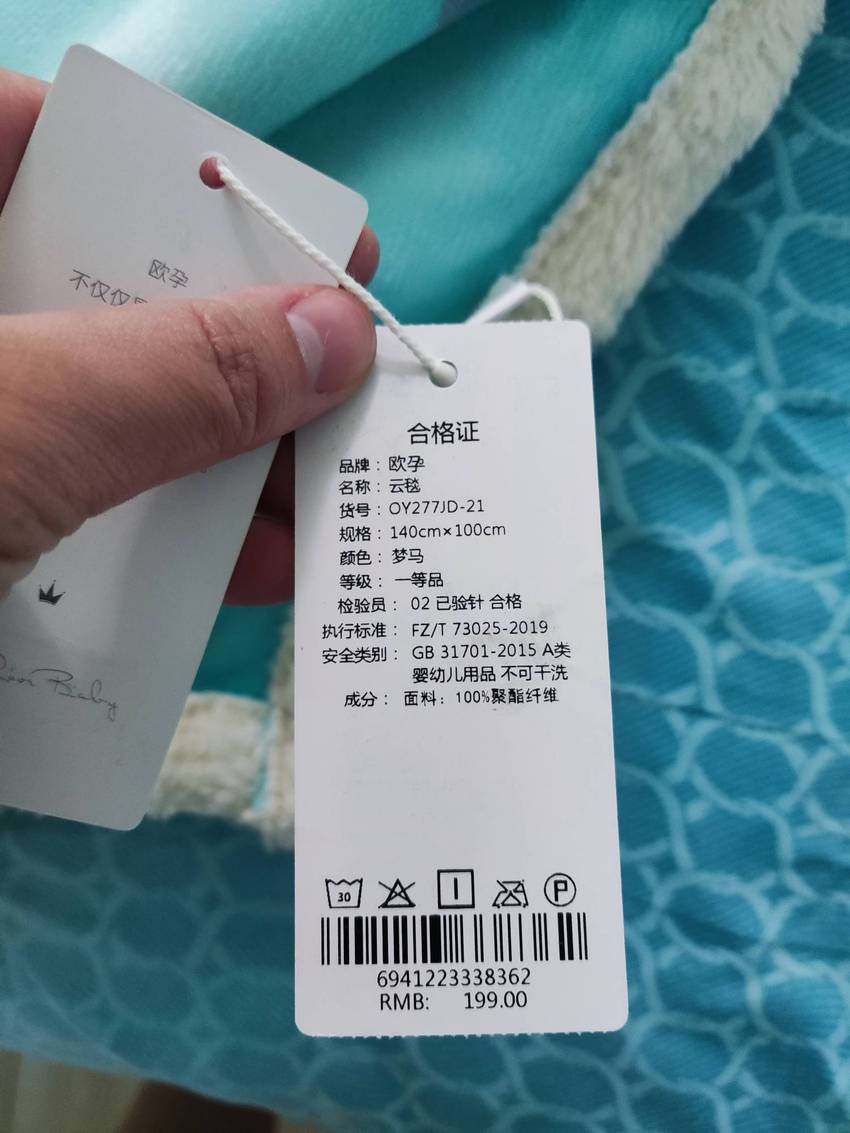 欧孕
不仅仅
合格证
品牌：欧孕
名称：云毯
货号：OY277JD-21
规格：140cm×100cm
颜色：梦马
等级：一等品
检验员：02 已验针 合格
执行标准：FZ/T 73025-2019
安全类别：GB 31701-2015 A类
婴幼儿用品 不可干洗
成分：面料：100%聚酯纤维
30
P
6941223338362
RMB: 199.00